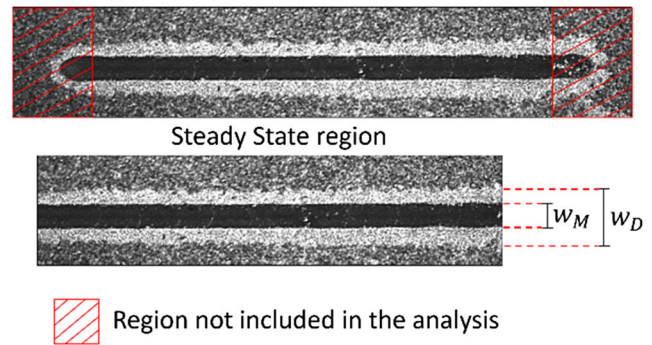 Steady State region
w_M
w_D
Region not included in the analysis